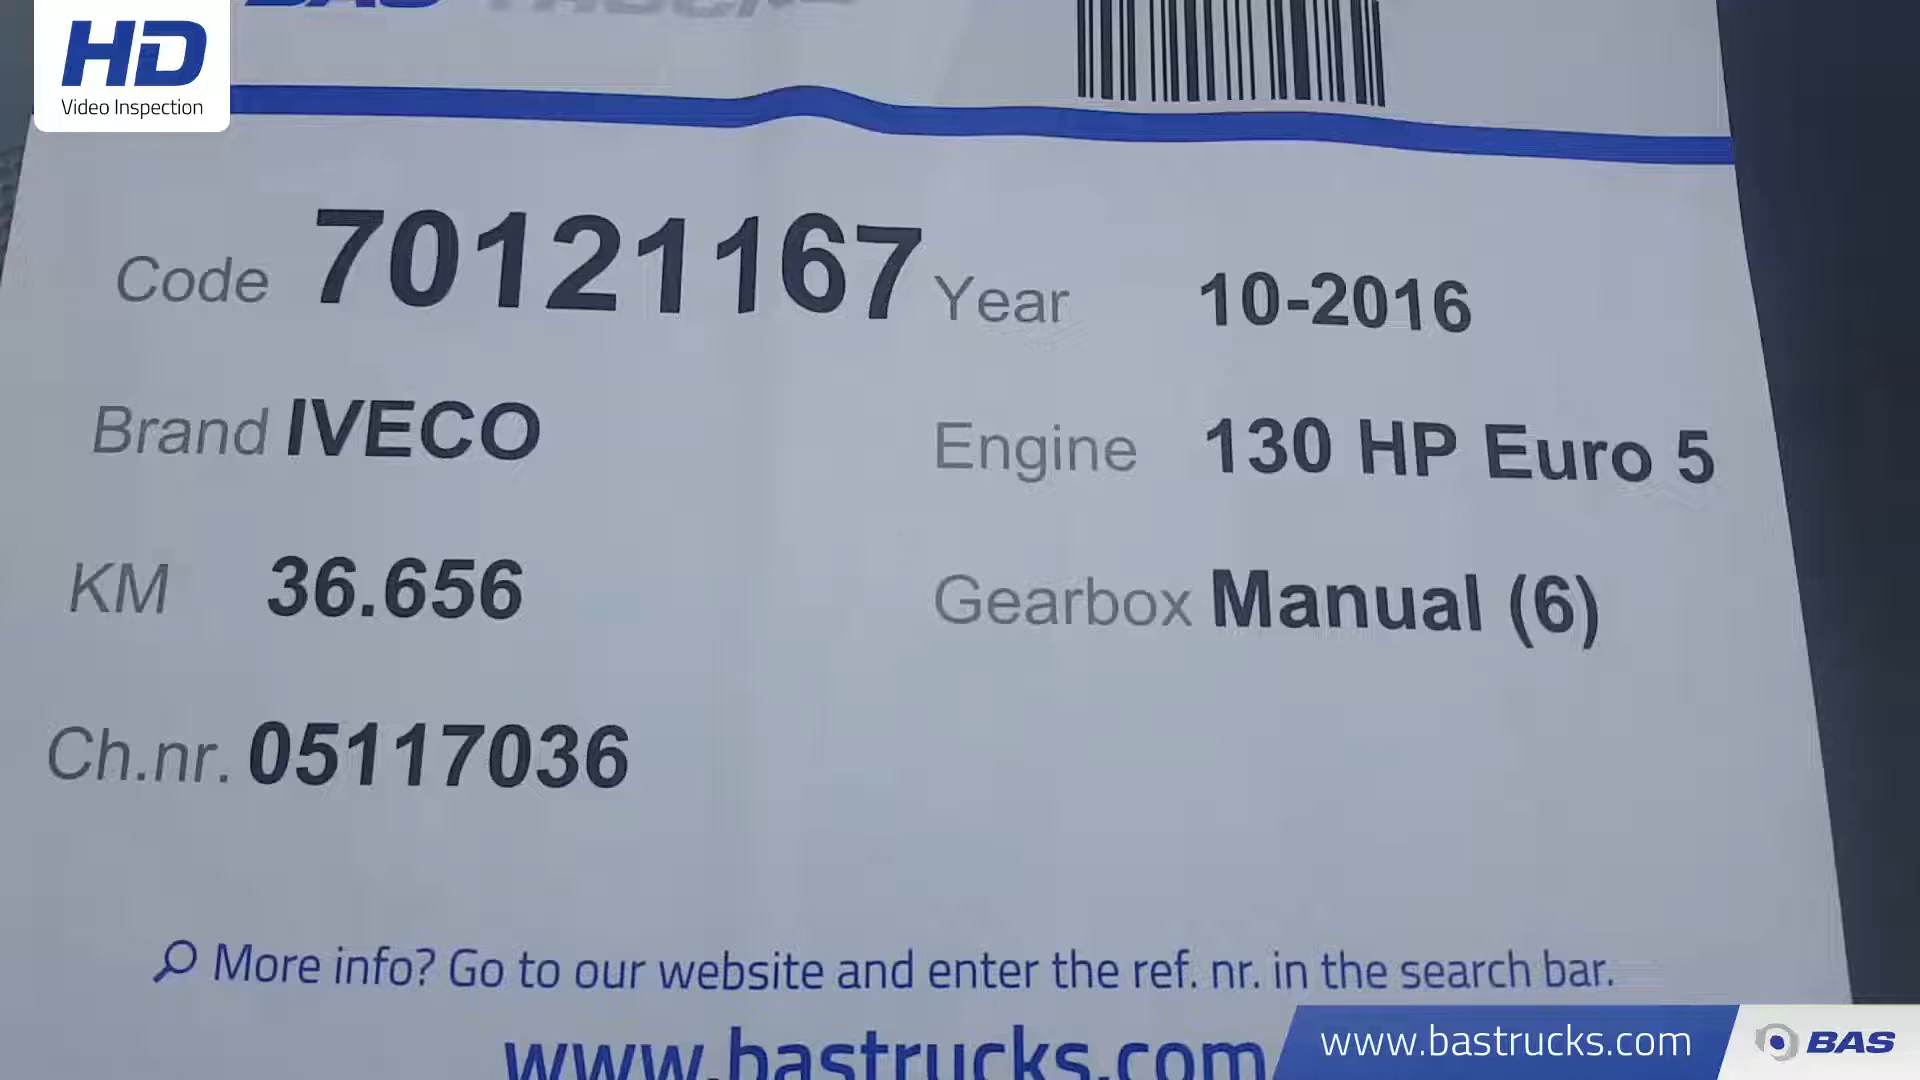 BAS TRUCKS
HD
Video Inspection
Code 70121167 Year 10-2016
Brand IVECO Engine 130 HP Euro 5
KM 36.656 Gearbox Manual (6)
Ch.nr. 05117036
More info? Go to our website and enter the ref. nr. in the search bar.
www.bastrucks.com
www.bastrucks.com BAS